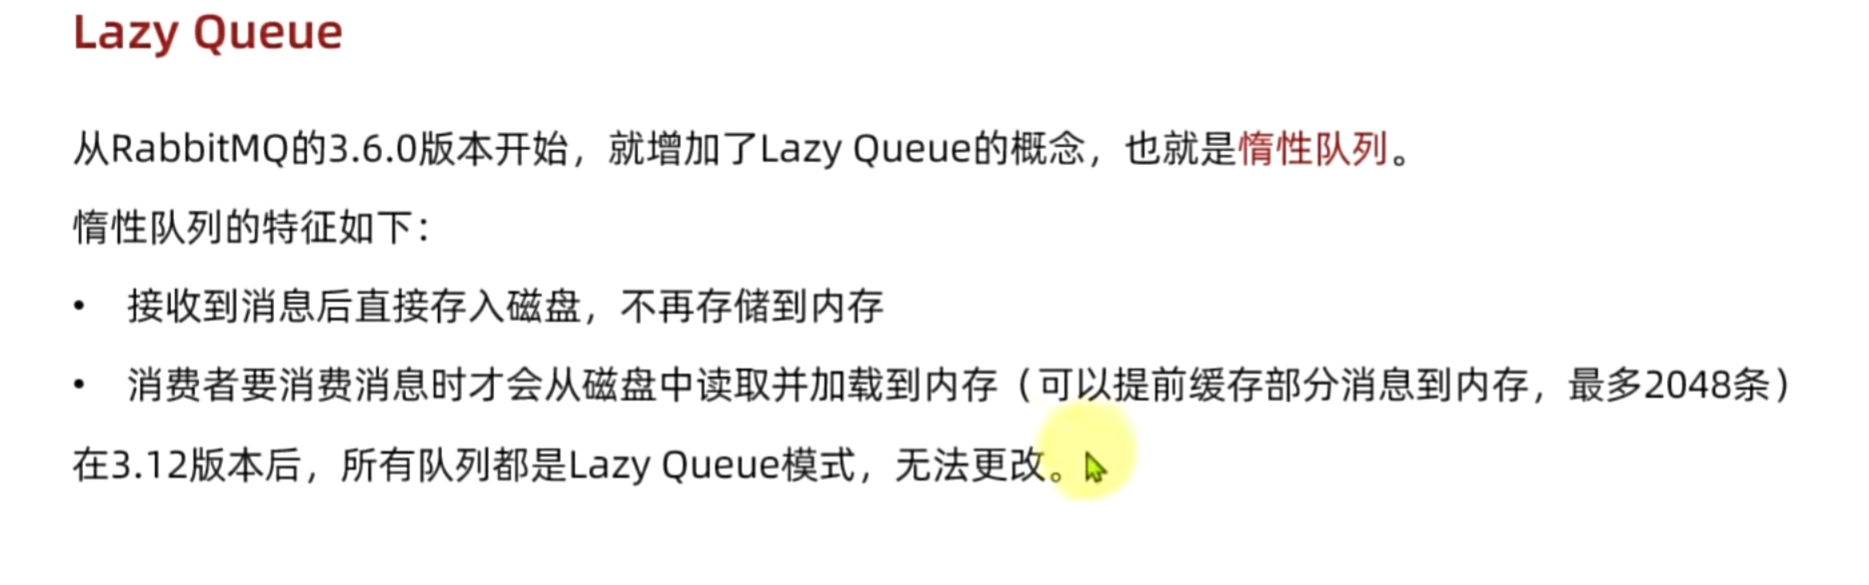 Lazy Queue
从RabbitMQ的3.6.0版本开始，就增加了Lazy Queue的概念，也就是惰性队列。
惰性队列的特征如下：
• 接收到消息后直接存入磁盘，不再存储到内存
• 消费者要消费消息时才会从磁盘中读取并加载到内存（可以提前缓存部分消息到内存，最多2048条）
在3.12版本后，所有队列都是Lazy Queue模式，无法更改。